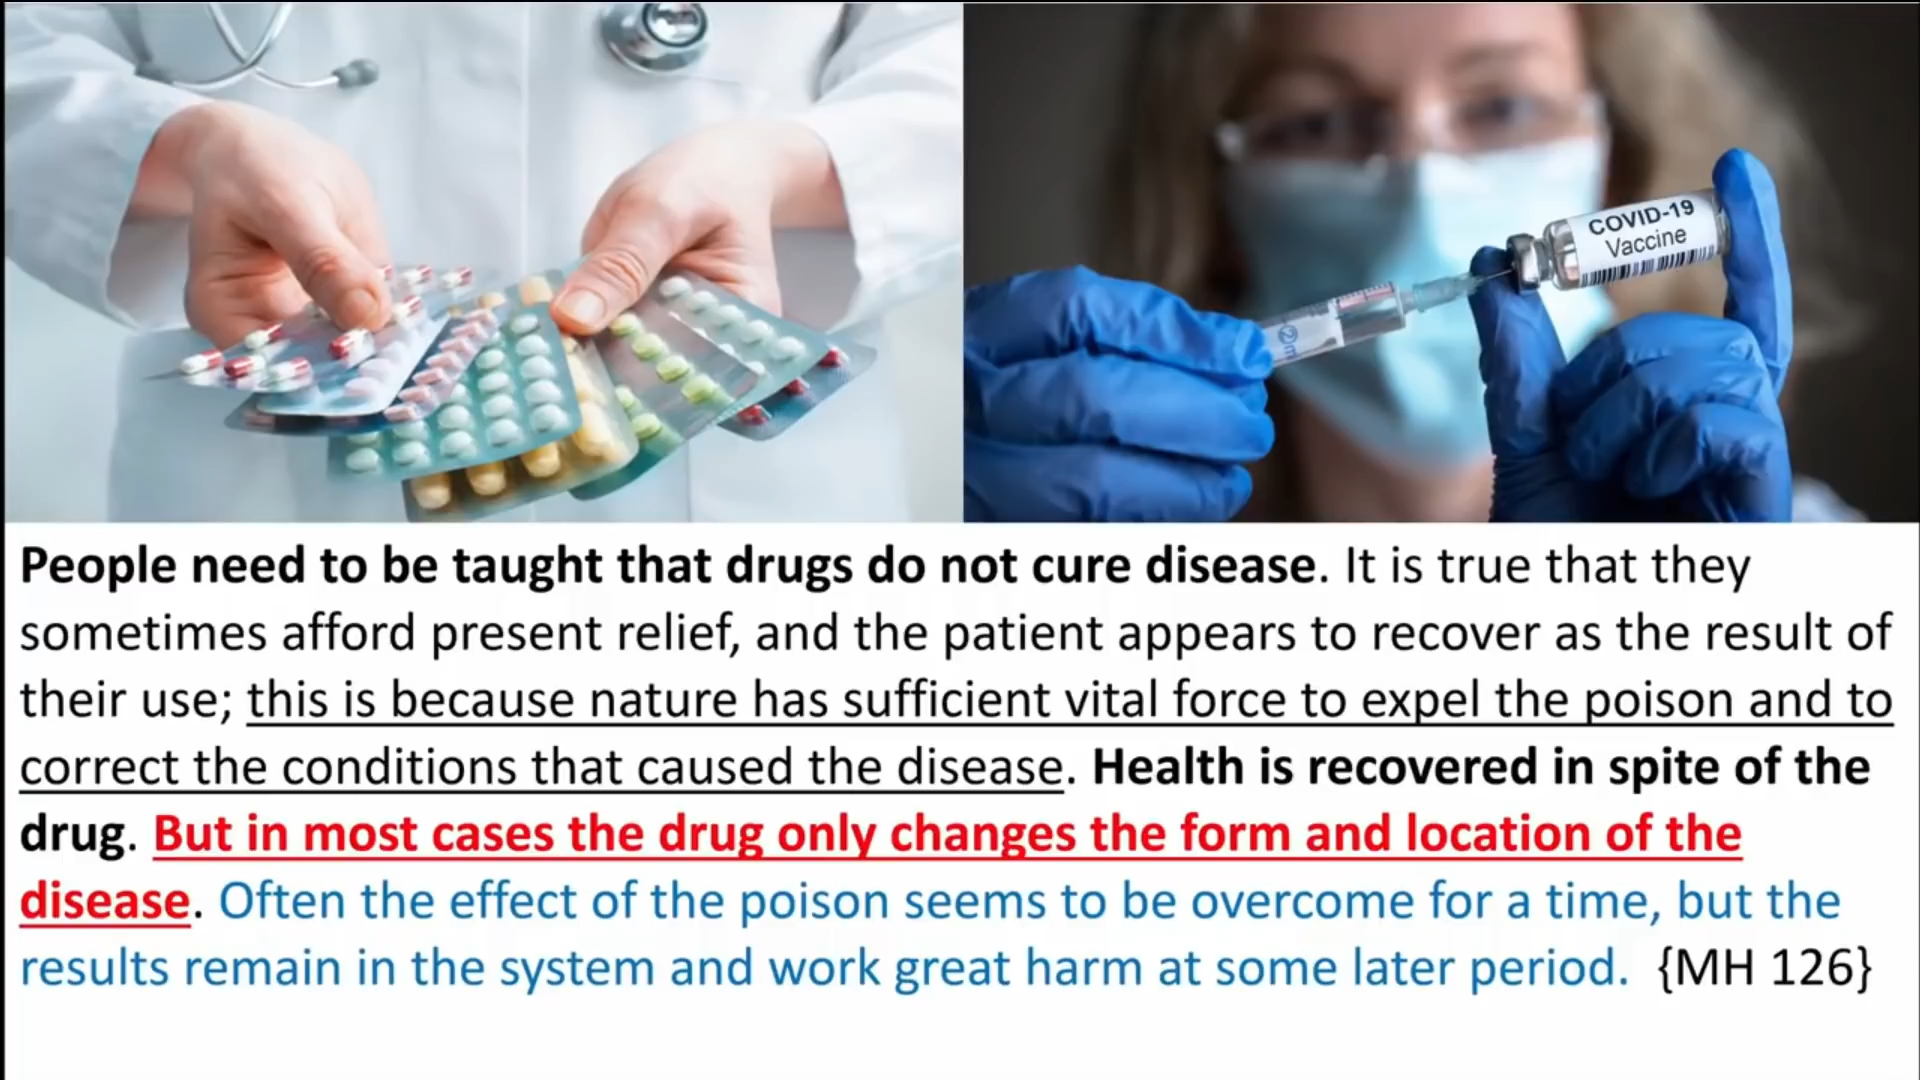 COVID-19
Vaccine
People need to be taught that drugs do not cure disease. It is true that they
sometimes afford present relief, and the patient appears to recover as the result of
their use; this is because nature has sufficient vital force to expel the poison and to
correct the conditions that caused the disease. Health is recovered in spite of the
drug. But in most cases the drug only changes the form and location of the
disease. Often the effect of the poison seems to be overcome for a time, but the
results remain in the system and work great harm at some later period. {MH 126}